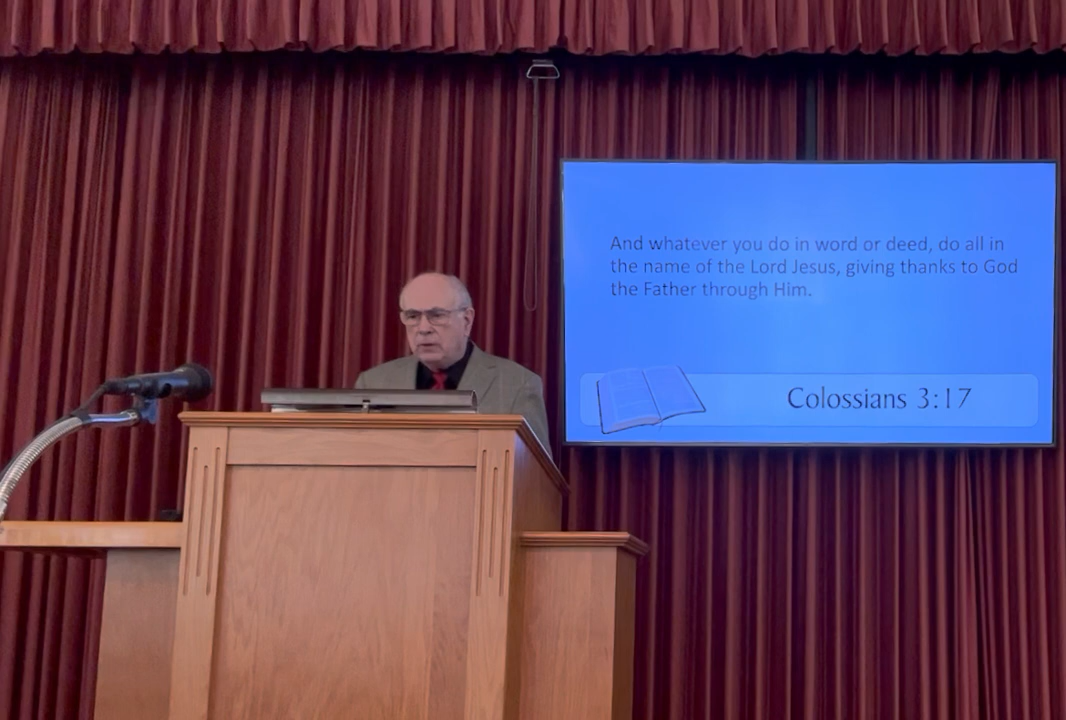 And whatever you do in word or deed, do all in
the name of the Lord Jesus, giving thanks to God
the Father through Him.
Colossians 3:17